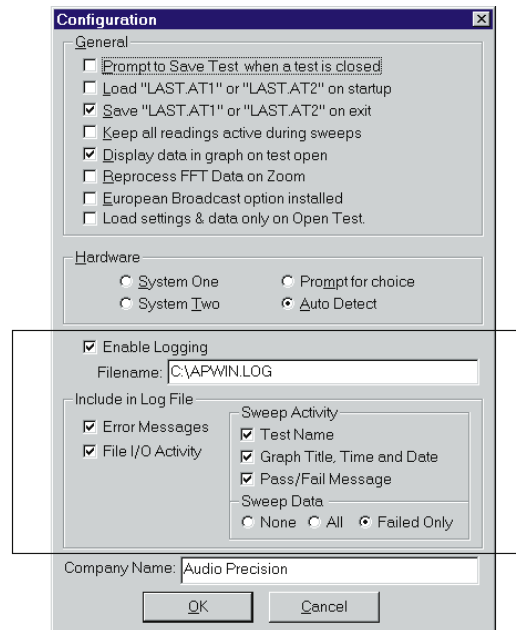 Configuration
General
Prompt to Save Test when a test is closed
Load "LAST.AT1" or "LAST.AT2" on startup
Save "LAST.AT1" or "LAST.AT2" on exit
Keep all readings active during sweeps
Display data in graph on test open
Reprocess FFT Data on Zoom
European Broadcast option installed
Load settings & data only on Open Test.
Hardware
System One Prompt for choice
System Two Auto Detect
Enable Logging
Filename: C:\APWIN.LOG
Include in Log File
Error Messages
File I/O Activity
Sweep Activity
Test Name
Graph Title, Time and Date
Pass/Fail Message
Sweep Data
None All Failed Only
Company Name: Audio Precision
OK Cancel